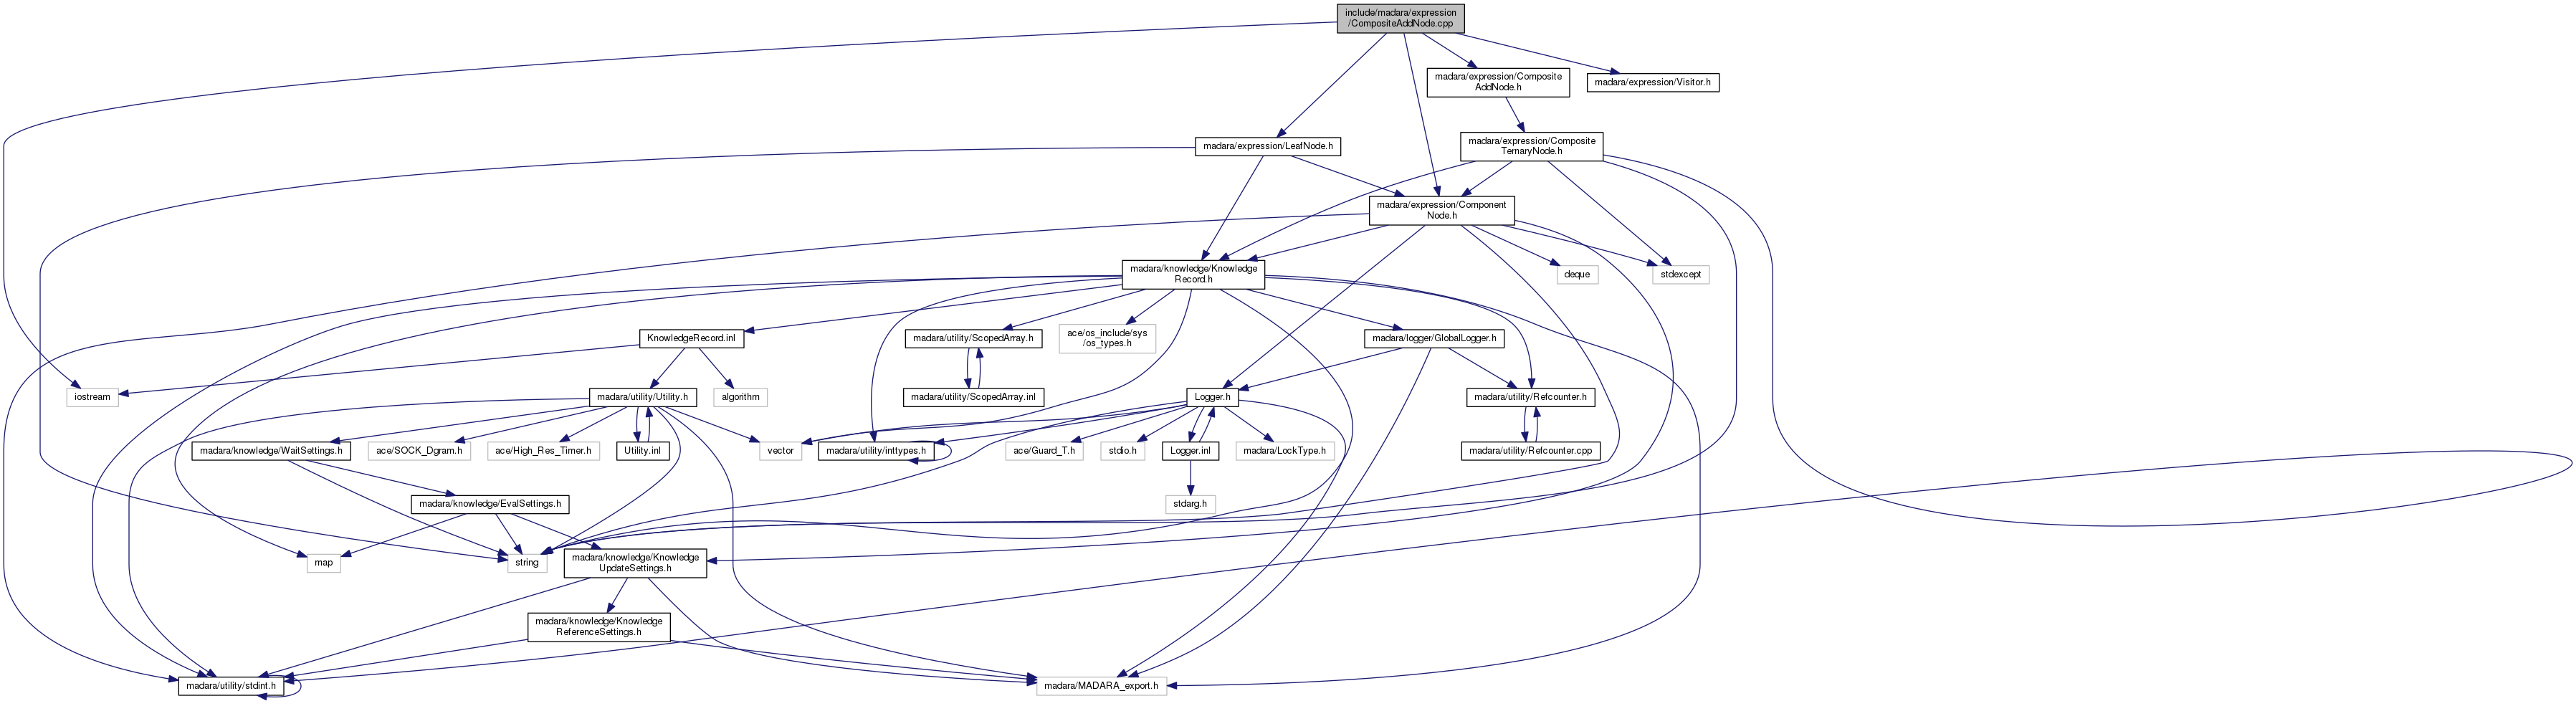 include/madara/expression
/CompositeAddNode.cpp
madara/expression/Composite
AddNode.h
madara/expression/Visitor.h
madara/expression/LeafNode.h
madara/expression/Composite
TernaryNode.h
madara/expression/Component
Node.h
madara/knowledge/Knowledge
Record.h
deque
stdexcept
KnowledgeRecord.inl
madara/utility/ScopedArray.h
ace/os_include/sys
/os_types.h
madara/logger/GlobalLogger.h
iostream
madara/utility/Utility.h
algorithm
madara/utility/ScopedArray.inl
Logger.h
madara/utility/Refcounter.h
madara/knowledge/WaitSettings.h
ace/SOCK_Dgram.h
ace/High_Res_Timer.h
Utility.inl
vector
madara/utility/inttypes.h
ace/Guard_T.h
stdio.h
Logger.inl
madara/LockType.h
madara/utility/Refcounter.cpp
madara/knowledge/EvalSettings.h
stdarg.h
map
string
madara/knowledge/Knowledge
UpdateSettings.h
madara/knowledge/Knowledge
ReferenceSettings.h
madara/utility/stdint.h
madara/MADARA_export.h